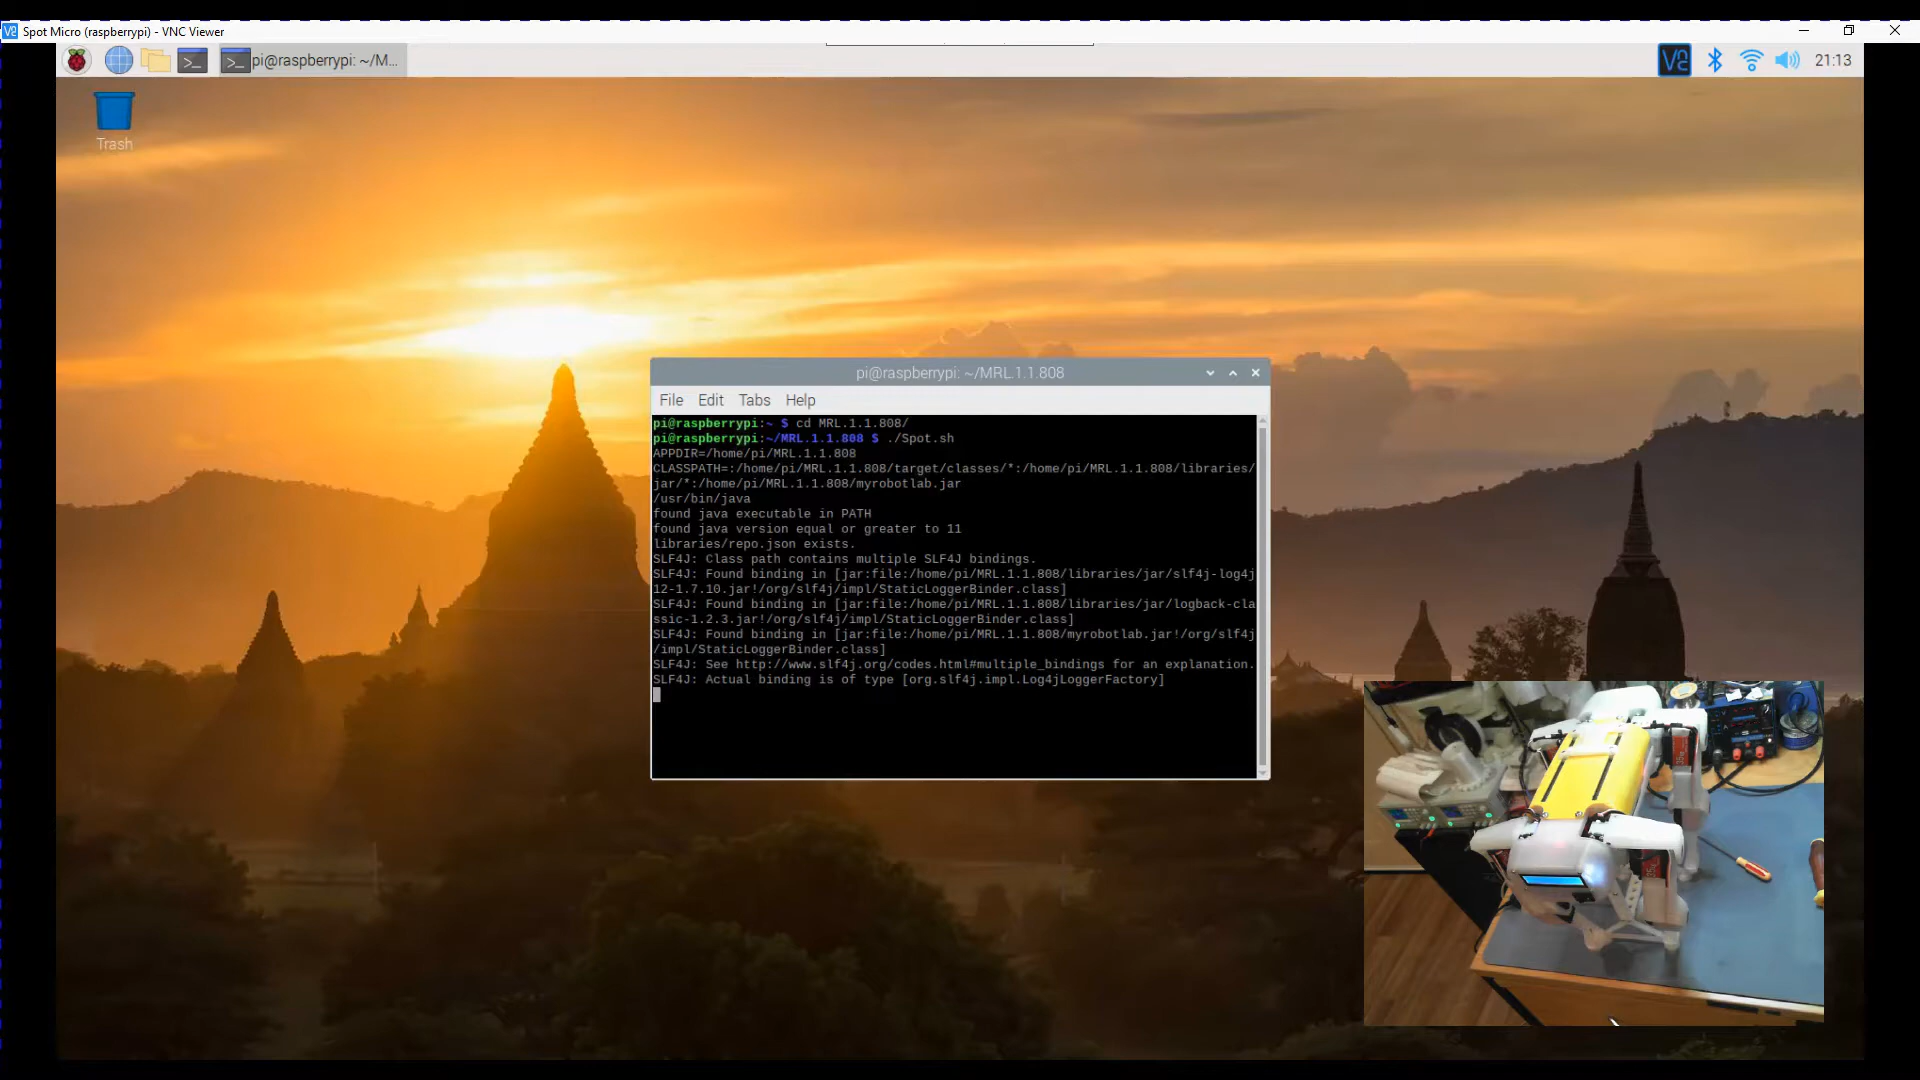 Spot Micro (raspberrypi) - VNC Viewer
pi@raspberrypi: ~/M...
21:13
Trash
pi@raspberrypi: ~/MRL.1.1.808
File Edit Tabs Help
pi@raspberrypi:~ $ cd MRL.1.1.808/
pi@raspberrypi:~/MRL.1.1.808 $ ./Spot.sh
APPDIR=/home/pi/MRL.1.1.808
CLASSPATH=:/home/pi/MRL.1.1.808/target/classes/*:/home/pi/MRL.1.1.808/libraries/
jar/*:/home/pi/MRL.1.1.808/myrobotlab.jar
/usr/bin/java
found java executable in PATH
found java version equal or greater to 11
libraries/repo.json exists.
SLF4J: Class path contains multiple SLF4J bindings.
SLF4J: Found binding in [jar:file:/home/pi/MRL.1.1.808/libraries/jar/slf4j-log4j
12-1.7.10.jar!/org/slf4j/impl/StaticLoggerBinder.class]
SLF4J: Found binding in [jar:file:/home/pi/MRL.1.1.808/libraries/jar/logback-cla
ssic-1.2.3.jar!/org/slf4j/impl/StaticLoggerBinder.class]
SLF4J: Found binding in [jar:file:/home/pi/MRL.1.1.808/myrobotlab.jar!/org/slf4j
/impl/StaticLoggerBinder.class]
SLF4J: See http://www.slf4j.org/codes.html#multiple_bindings for an explanation.
SLF4J: Actual binding is of type [org.slf4j.impl.Log4jLoggerFactory]